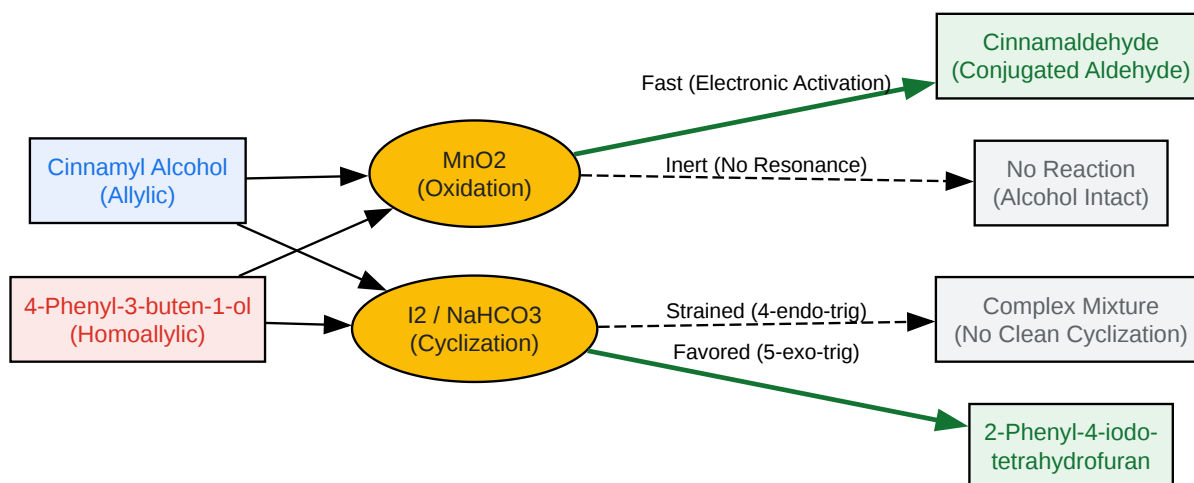 Cinnamyl Alcohol
(Allylic)
4-Phenyl-3-buten-1-ol
(Homoallylic)
MnO2
(Oxidation)
I2 / NaHCO3
(Cyclization)
Fast (Electronic Activation)
Inert (No Resonance)
Strained (4-endo-trig)
Favored (5-exo-trig)
Cinnamaldehyde
(Conjugated Aldehyde)
No Reaction
(Alcohol Intact)
Complex Mixture
(No Clean Cyclization)
2-Phenyl-4-iodo-
tetrahydrofuran